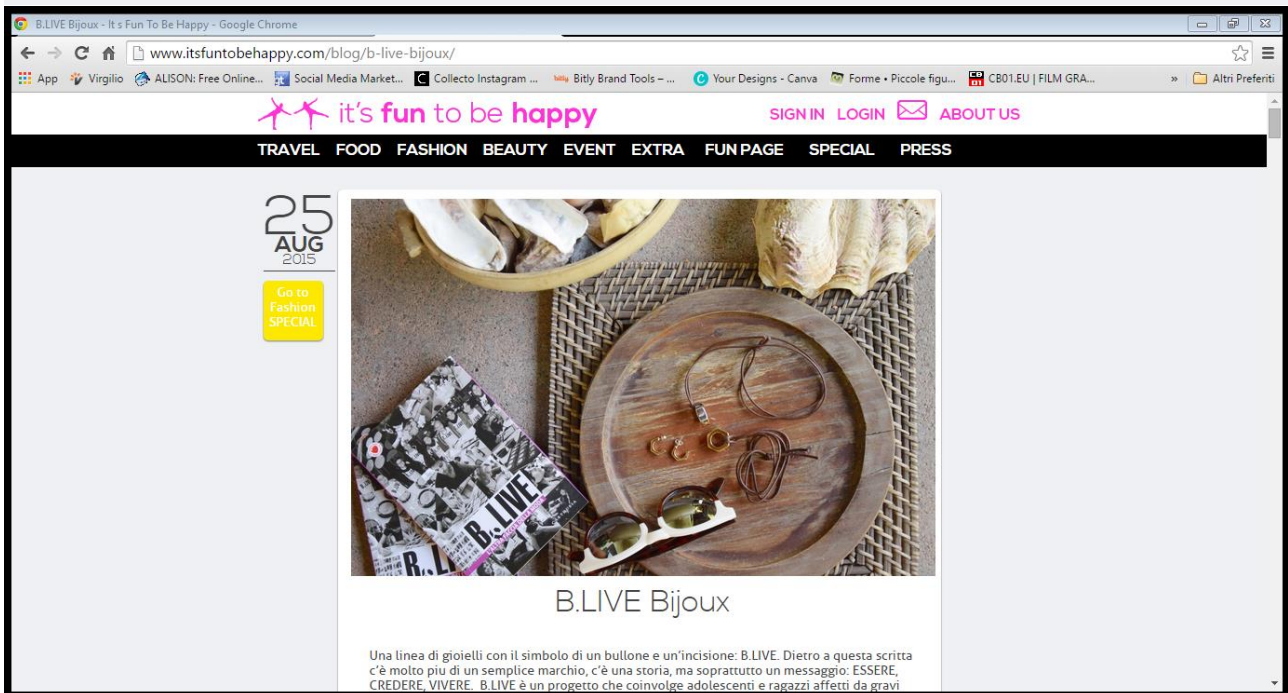 B.LIVE Bijoux - It s Fun To Be Happy - Google Chrome
www.itsfuntobehappy.com/blog/b-live-bijoux/
App Virgilio ALISON: Free Online... Social Media Market... Collecto Instagram ... Bitly Brand Tools – ... Your Designs - Canva Forme • Piccole figu... CB01.EU | FILM GRA... » Altri Preferiti
it's fun to be happy SIGN IN LOGIN ABOUT US
TRAVEL FOOD FASHION BEAUTY EVENT EXTRA FUN PAGE SPECIAL PRESS
25
AUG
2015
Go to
Fashion
SPECIAL
B.LIVE
B.LIVE Bijoux
Una linea di gioielli con il simbolo di un bullone e un'incisione: B.LIVE. Dietro a questa scritta
c'è molto piu di un semplice marchio, c'è una storia, ma soprattutto un messaggio: ESSERE,
CREDERE, VIVERE. B.LIVE è un progetto che coinvolge adolescenti e ragazzi affetti da gravi